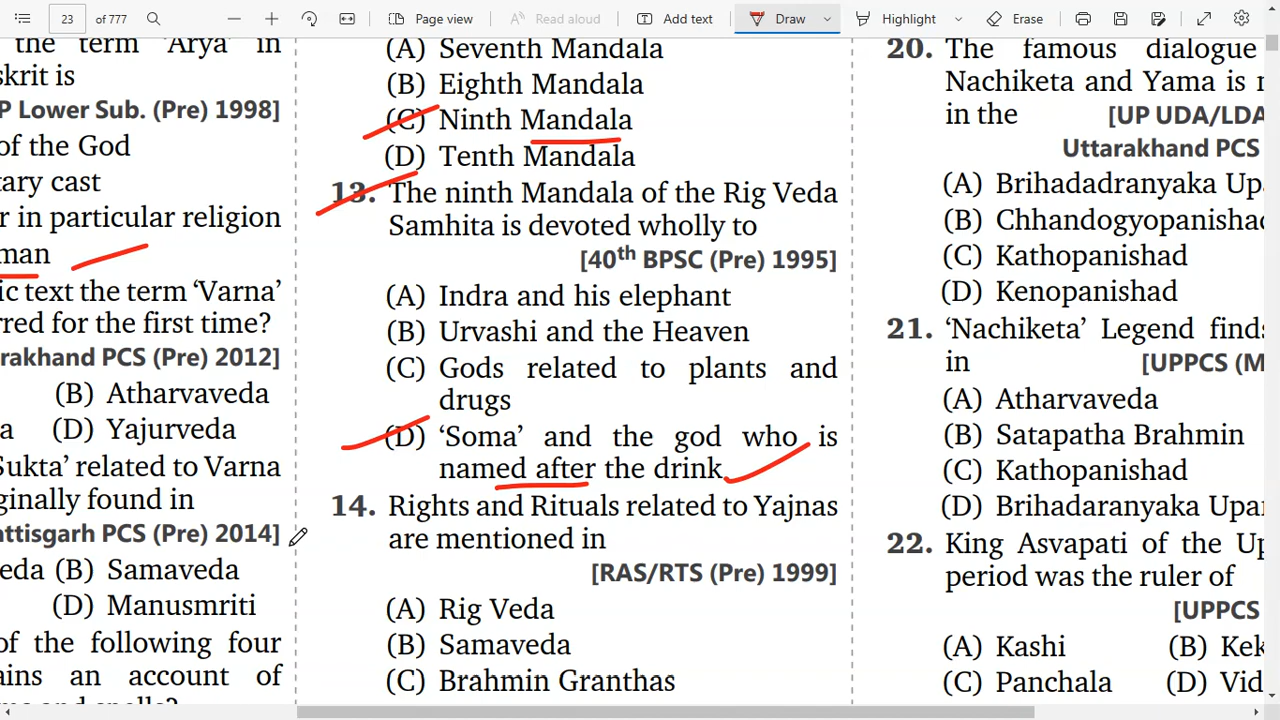 23 of 777
Page view
Read aloud
Add text
Draw
Highlight
Erase
the term 'Arya' in
skrit is
P Lower Sub. (Pre) 1998]
of the God
tary cast
r in particular religion
man
ic text the term 'Varna'
rred for the first time?
arakhand PCS (Pre) 2012]
(B) Atharvaveda
a (D) Yajurveda
Sukta' related to Varna
ginally found in
attisgarh PCS (Pre) 2014]
eda (B) Samaveda
(D) Manusmriti
of the following four
ains an account of
(A) Seventh Mandala
(B) Eighth Mandala
(C) Ninth Mandala
(D) Tenth Mandala
13. The ninth Mandala of the Rig Veda
Samhita is devoted wholly to
[40th BPSC (Pre) 1995]
(A) Indra and his elephant
(B) Urvashi and the Heaven
(C) Gods related to plants and
drugs
(D) 'Soma' and the god who is
named after the drink
14. Rights and Rituals related to Yajnas
are mentioned in
[RAS/RTS (Pre) 1999]
(A) Rig Veda
(B) Samaveda
(C) Brahmin Granthas
20. The famous dialogue
Nachiketa and Yama is
in the [UP UDA/LDA
Uttarakhand PCS
(A) Brihadadranyaka Upa
(B) Chhandogyopanishad
(C) Kathopanishad
(D) Kenopanishad
21. 'Nachiketa' Legend finds
in [UPPCS (M
(A) Atharvaveda
(B) Satapatha Brahmin
(C) Kathopanishad
(D) Brihadaranyaka Upan
22. King Asvapati of the Up
period was the ruler of
[UPPCS
(A) Kashi (B) Kek
(C) Panchala (D) Vid